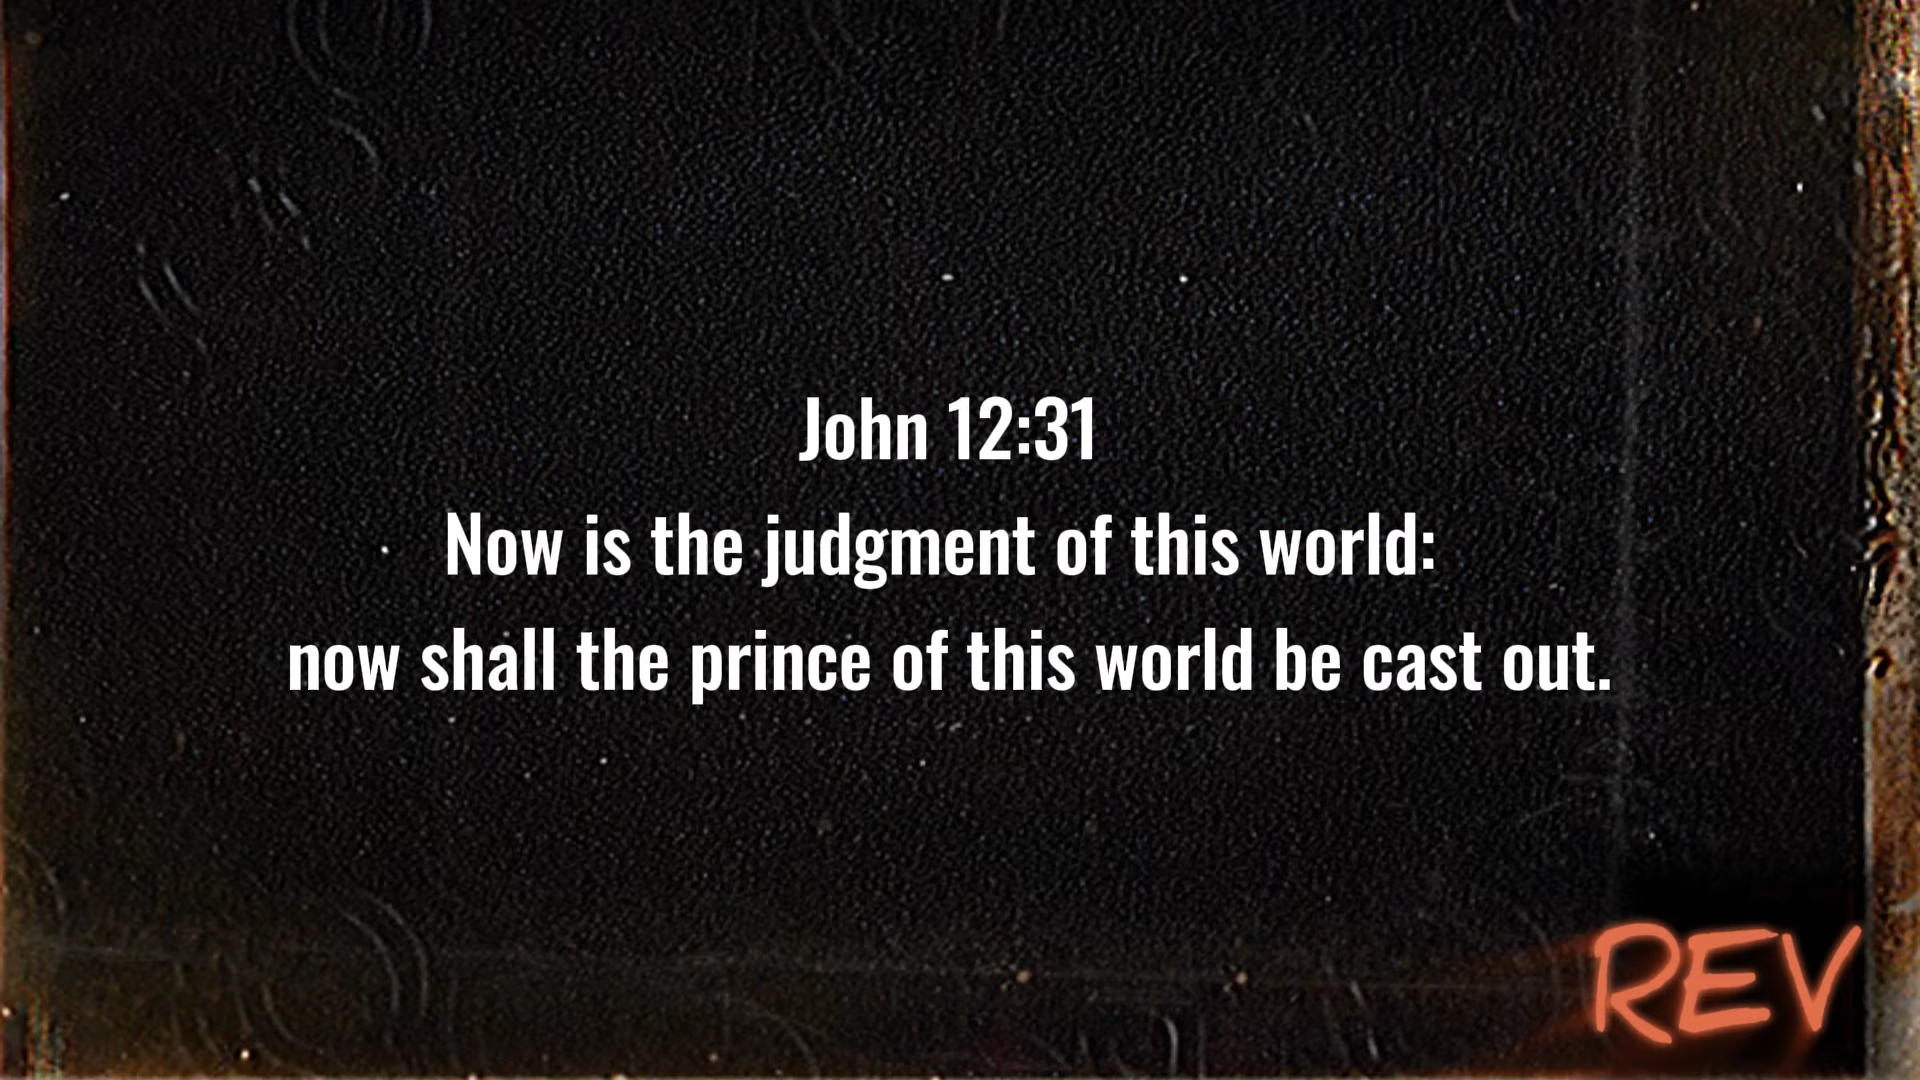 John 12:31
Now is the judgment of this world:
now shall the prince of this world be cast out.
REV